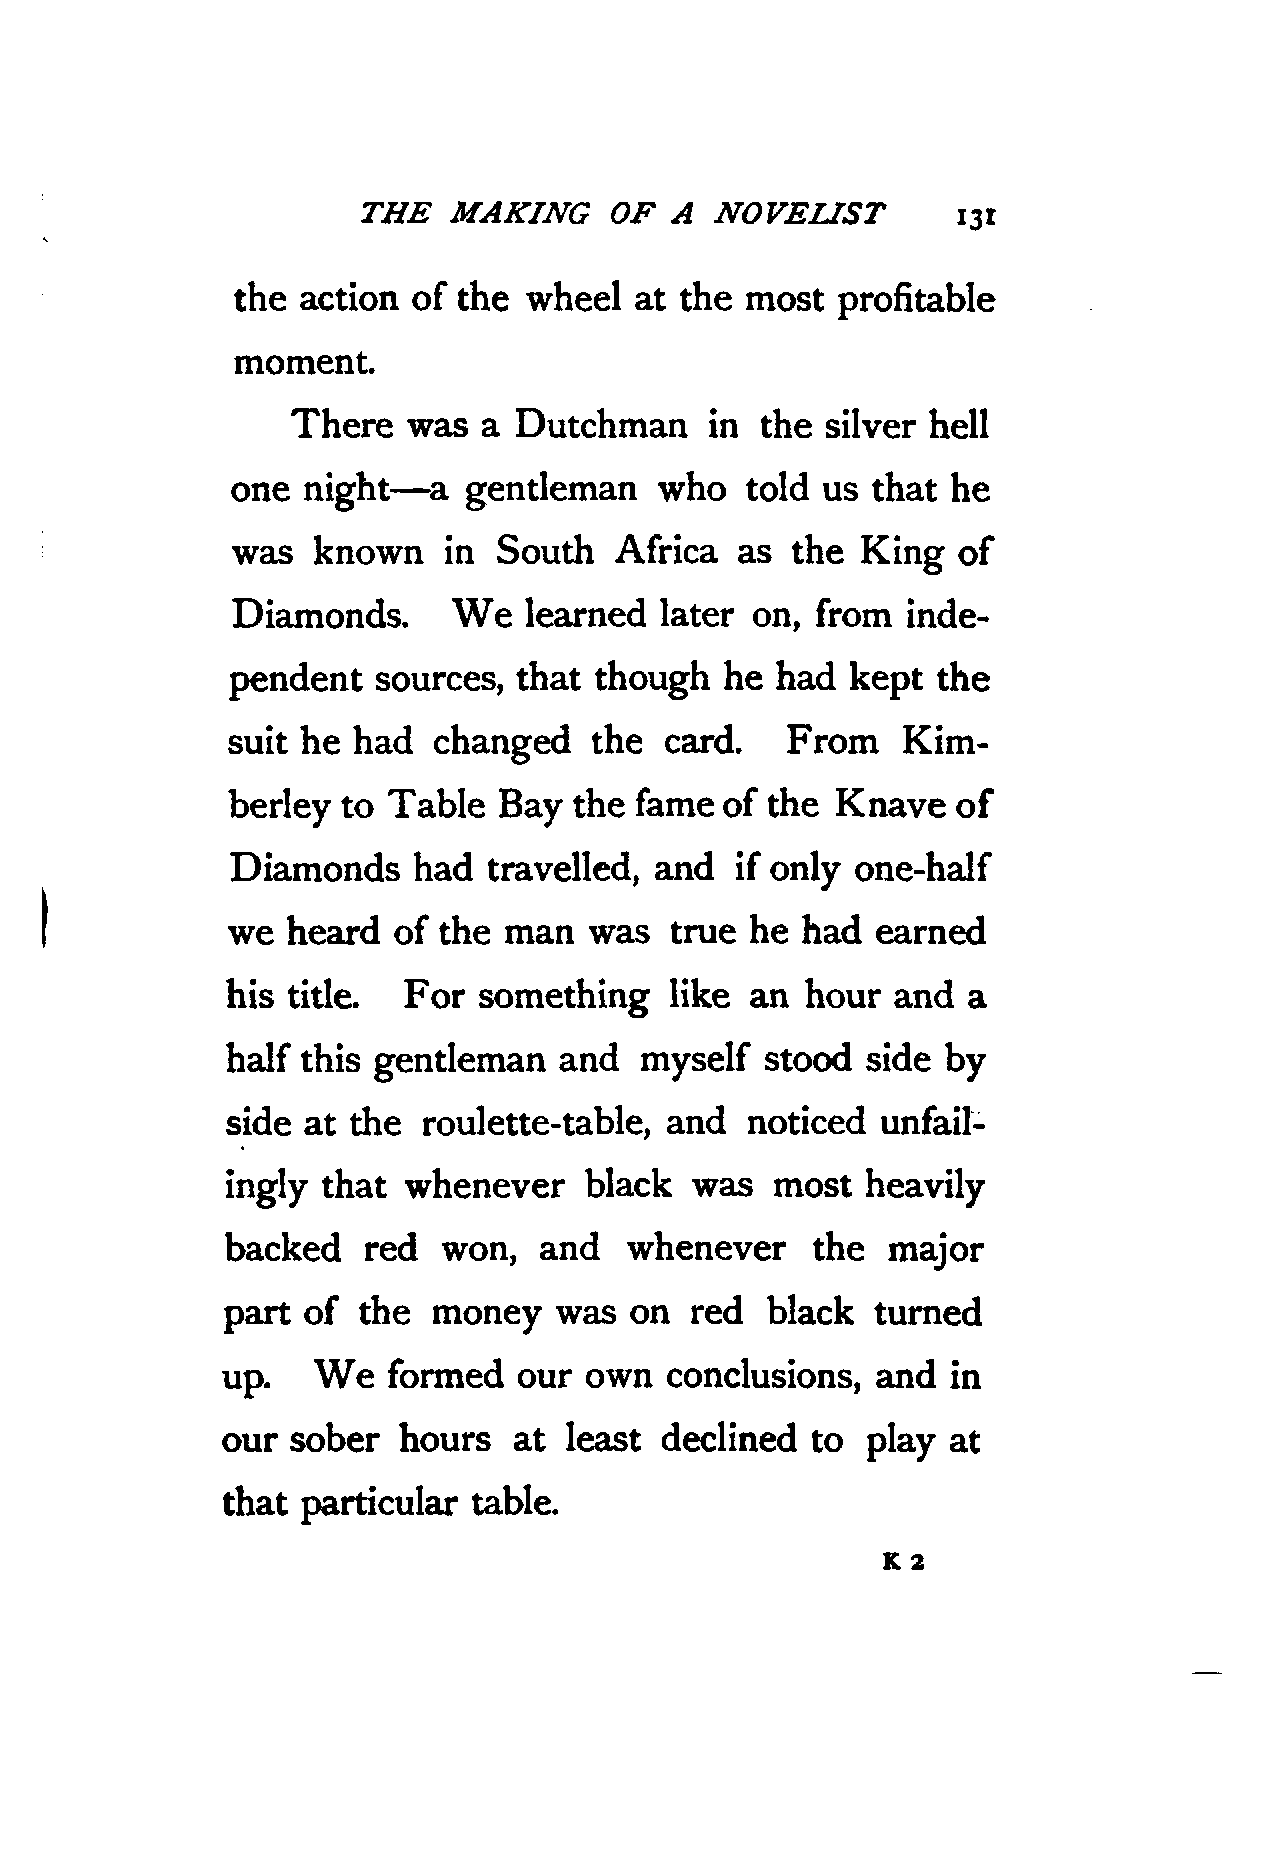 THE MAKING OF A NOVELIST 131
the action of the wheel at the most profitable
moment.
There was a Dutchman in the silver hell
one night—a gentleman who told us that he
was known in South Africa as the King of
Diamonds. We learned later on, from inde-
pendent sources, that though he had kept the
suit he had changed the card. From Kim-
berley to Table Bay the fame of the Knave of
Diamonds had travelled, and if only one-half
we heard of the man was true he had earned
his title. For something like an hour and a
half this gentleman and myself stood side by
side at the roulette-table, and noticed unfail-
ingly that whenever black was most heavily
backed red won, and whenever the major
part of the money was on red black turned
up. We formed our own conclusions, and in
our sober hours at least declined to play at
that particular table.
K 2